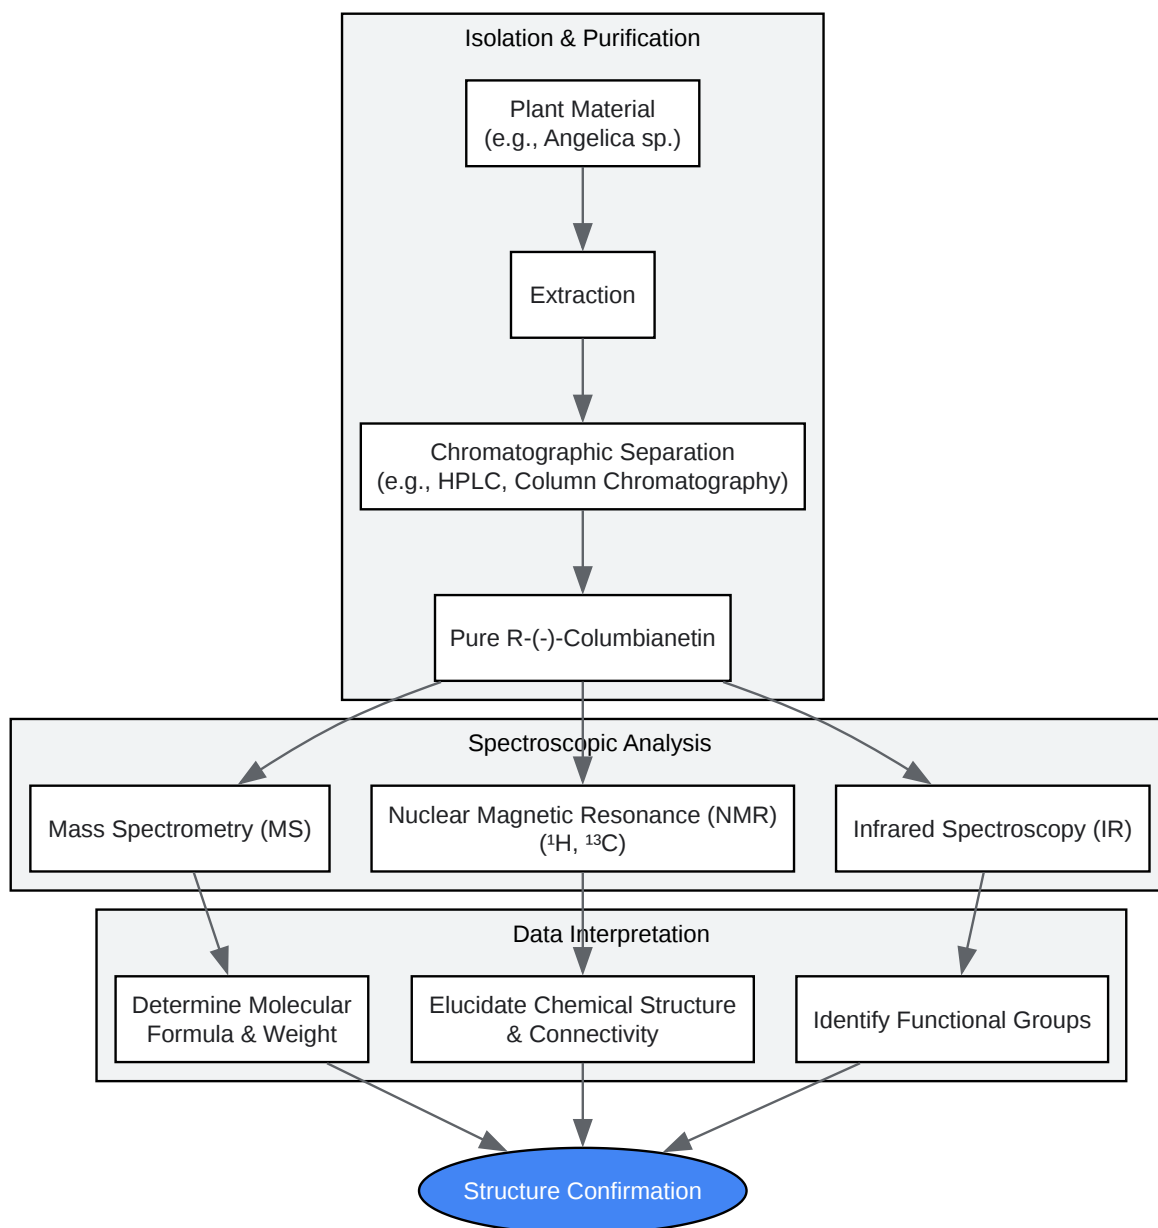 Isolation & Purification
Plant Material
(e.g., Angelica sp.)
Extraction
Chromatographic Separation
(e.g., HPLC, Column Chromatography)
Pure R-(-)-Columbianetin
Spectroscopic Analysis
Mass Spectrometry (MS)
Nuclear Magnetic Resonance (NMR)
(¹H, ¹³C)
Infrared Spectroscopy (IR)
Data Interpretation
Determine Molecular
Formula & Weight
Elucidate Chemical Structure
& Connectivity
Identify Functional Groups
Structure Confirmation